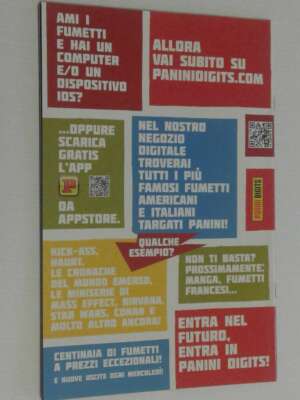 AMI I
FUMETTI
E HAI UN
COMPUTER
E/O UN
DISPOSITIVO
IOS?
ALLORA
VAI SUBITO SU
PANINIDIGITS.COM
...OPPURE
SCARICA
GRATIS
L'APP
P
DA
APPSTORE.
NEL NOSTRO
NEGOZIO
DIGITALE
TROVERAI
TUTTI I PIÙ
FAMOSI FUMETTI
AMERICANI
E ITALIANI
TARGATI PANINI!
PANINI DIGITS
QUALCHE
ESEMPIO?
KICK-ASS,
HAUNT,
LE CRONACHE
DEL MONDO EMERSO,
LE MINISERIE DI
MASS EFFECT, NIRVANA,
STAR WARS, CONAN E
MOLTO ALTRO ANCORA!
NON TI BASTA?
PROSSIMAMENTE:
MANGA, FUMETTI
FRANCESI...
CENTINAIA DI FUMETTI
A PREZZI ECCEZIONALI!
E NUOVE USCITE OGNI MERCOLEDÌ!
ENTRA NEL
FUTURO,
ENTRA IN
PANINI DIGITS!